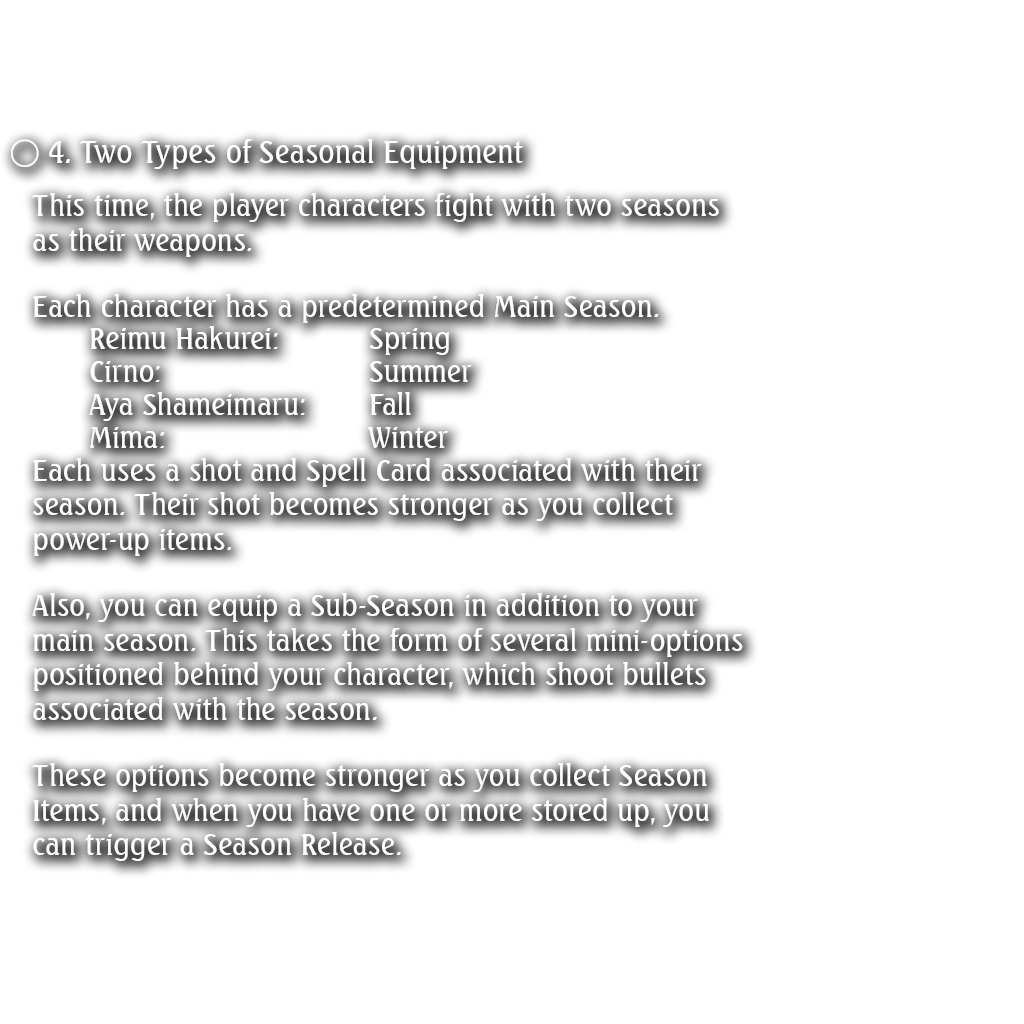 4. Two Types of Seasonal Equipment
This time, the player characters fight with two seasons
as their weapons.
Each character has a predetermined Main Season.
Reimu Hakurei: Spring
Cirno: Summer
Aya Shameimaru: Fall
Mima: Winter
Each uses a shot and Spell Card associated with their
season. Their shot becomes stronger as you collect
power-up items.
Also, you can equip a Sub-Season in addition to your
main season. This takes the form of several mini-options
positioned behind your character, which shoot bullets
associated with the season.
These options become stronger as you collect Season
Items, and when you have one or more stored up, you
can trigger a Season Release.